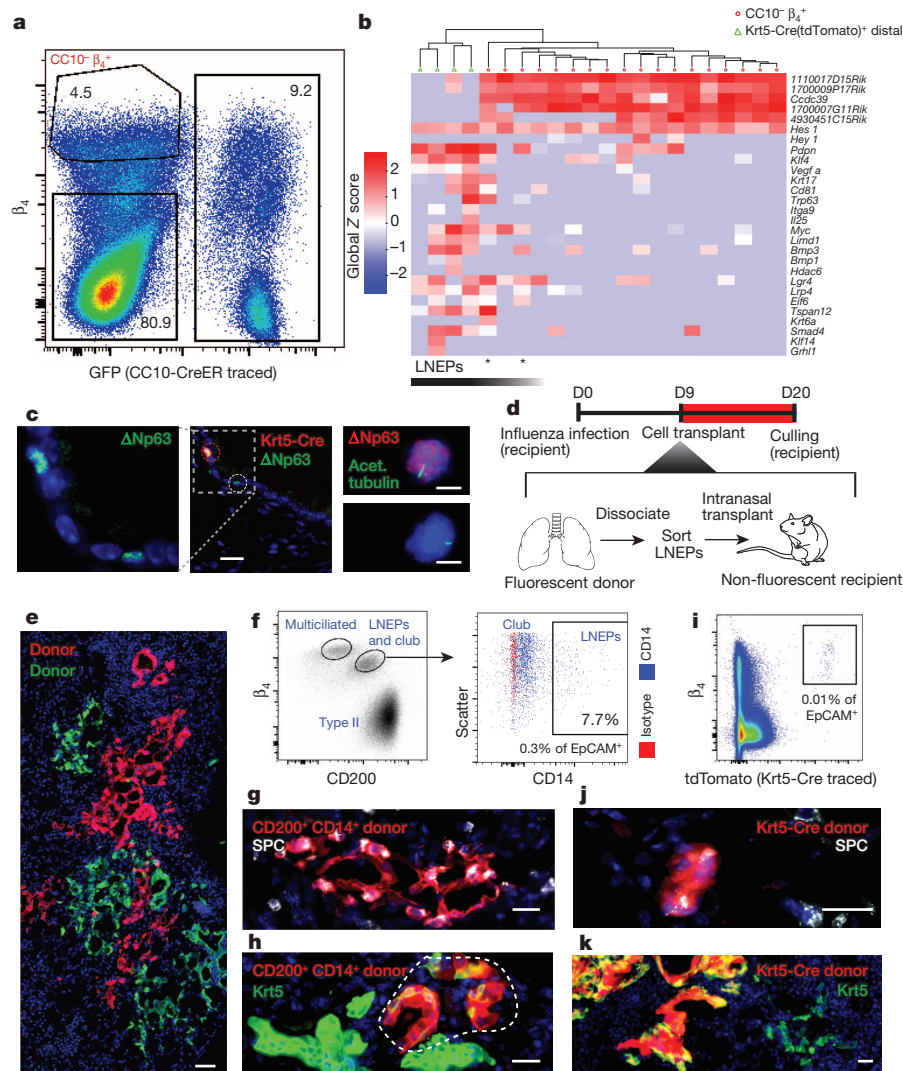 a
CC10⁻ β₄⁺
4.5
9.2
80.9
β₄
GFP (CC10-CreER traced)
b
CC10⁻ β₄⁺
Krt5-Cre(tdTomato)⁺ distal
Global Z score
2
1
0
−1
−2
1110017D15Rik
1700009P17Rik
Ccdc39
1700007G11Rik
4930451C15Rik
Hes 1
Hey 1
Pdpn
Klf4
Vegf a
Krt17
Cd81
Trp63
Itga9
Il25
Myc
Limd1
Bmp3
Bmp1
Hdac6
Lgr4
Lrp4
Eif6
Tspan12
Krt6a
Smad4
Klf14
Grhl1
LNEPs
* *
c
ΔNp63
Krt5-Cre
ΔNp63
ΔNp63
Acet.
tubulin
d
D0 D9 D20
Influenza infection
(recipient)
Cell transplant
Culling
(recipient)
Dissociate
Sort
LNEPs
Intranasal
transplant
Fluorescent donor
Non-fluorescent recipient
e
Donor
Donor
f
Multiciliated
LNEPs
and club
Type II
β₄
CD200
Club
LNEPs
7.7%
0.3% of EpCAM⁺
Scatter
CD14
Isotype
CD14
i
0.01% of
EpCAM⁺
β₄
tdTomato (Krt5-Cre traced)
g
CD200⁺ CD14⁺ donor
SPC
j
Krt5-Cre donor
SPC
h
CD200⁺ CD14⁺ donor
Krt5
k
Krt5-Cre donor
Krt5